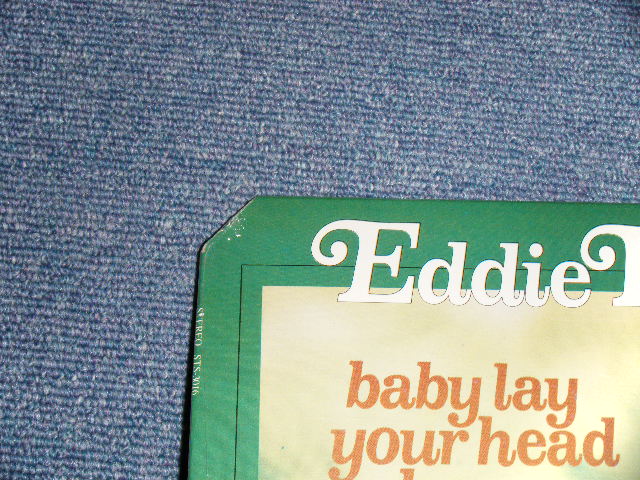 Eddie
baby lay
your head
STEREO STS-3016